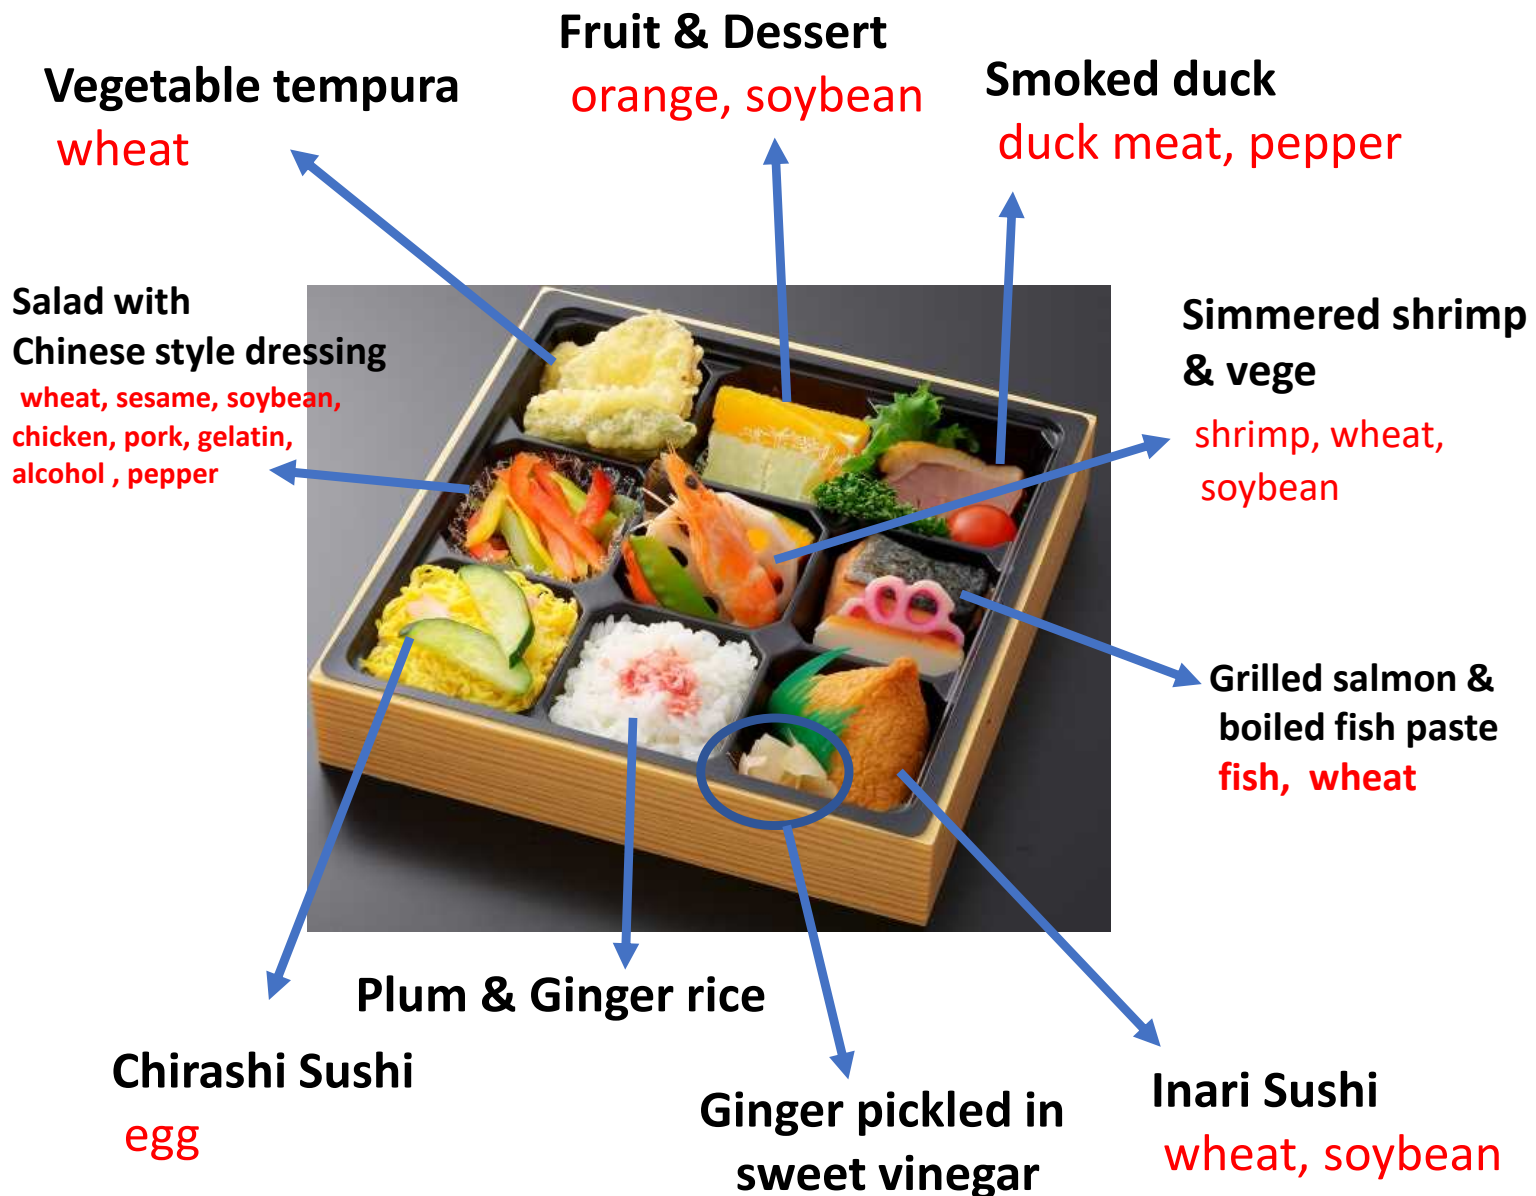 Fruit & Dessert
orange, soybean
Vegetable tempura
wheat
Smoked duck
duck meat, pepper
Salad with
Chinese style dressing
wheat, sesame, soybean,
chicken, pork, gelatin,
alcohol , pepper
Simmered shrimp
& vege
shrimp, wheat,
soybean
Grilled salmon &
boiled fish paste
fish, wheat
Plum & Ginger rice
Chirashi Sushi
egg
Ginger pickled in
sweet vinegar
Inari Sushi
wheat, soybean